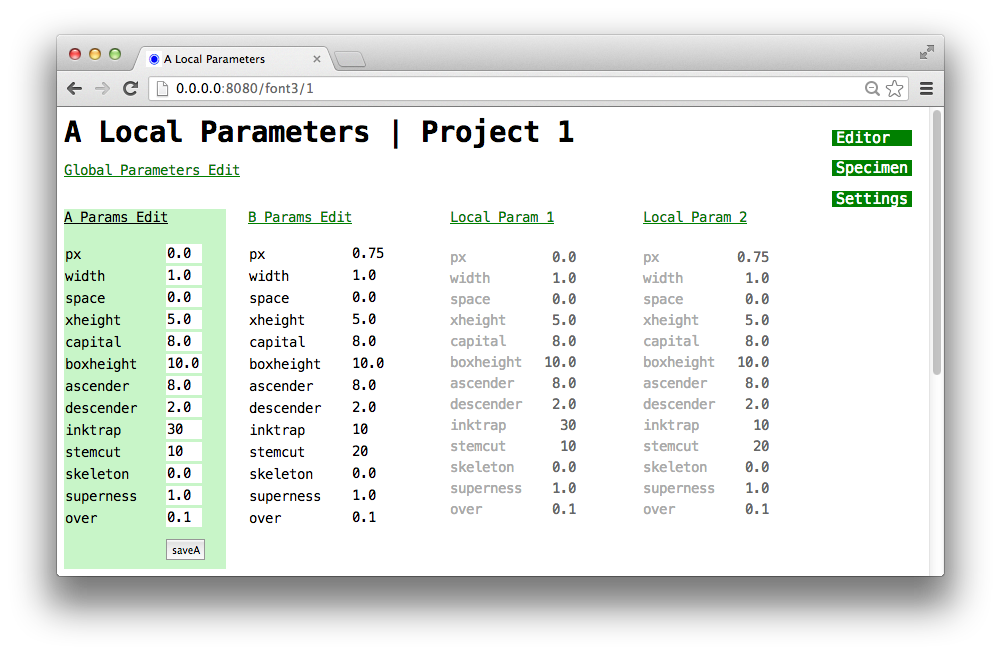 A Local Parameters
0.0.0.0:8080/font3/1
A Local Parameters | Project 1
Editor
Global Parameters Edit
Specimen
Settings
A Params Edit B Params Edit Local Param 1 Local Param 2
px 0.0 px 0.75 px 0.0 px 0.75
width 1.0 width 1.0 width 1.0 width 1.0
space 0.0 space 0.0 space 0.0 space 0.0
xheight 5.0 xheight 5.0 xheight 5.0 xheight 5.0
capital 8.0 capital 8.0 capital 8.0 capital 8.0
boxheight 10.0 boxheight 10.0 boxheight 10.0 boxheight 10.0
ascender 8.0 ascender 8.0 ascender 8.0 ascender 8.0
descender 2.0 descender 2.0 descender 2.0 descender 2.0
inktrap 30 inktrap 10 inktrap 30 inktrap 10
stemcut 10 stemcut 20 stemcut 10 stemcut 20
skeleton 0.0 skeleton 0.0 skeleton 0.0 skeleton 0.0
superness 1.0 superness 1.0 superness 1.0 superness 1.0
over 0.1 over 0.1 over 0.1 over 0.1
saveA